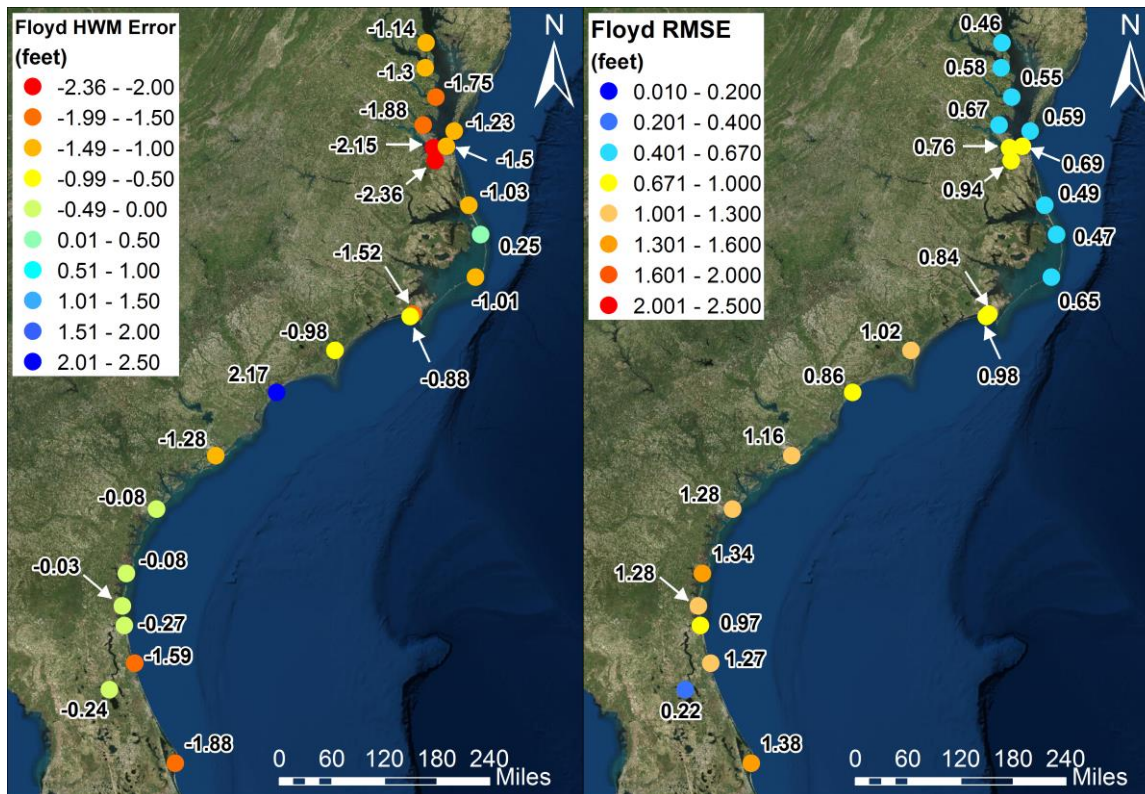 Floyd HWM Error
(feet)
-2.36 - -2.00
-1.99 - -1.50
-1.49 - -1.00
-0.99 - -0.50
-0.49 - 0.00
0.01 - 0.50
0.51 - 1.00
1.01 - 1.50
1.51 - 2.00
2.01 - 2.50
N
-1.14
-1.3
-1.75
-1.88
-1.23
-2.15
-1.5
-2.36
-1.03
0.25
-1.52
-1.01
-0.98
-0.88
2.17
-1.28
-0.08
-0.08
-0.03
-0.27
-1.59
-0.24
-1.88
0 60 120 180 240
Miles
Floyd RMSE
(feet)
0.010 - 0.200
0.201 - 0.400
0.401 - 0.670
0.671 - 1.000
1.001 - 1.300
1.301 - 1.600
1.601 - 2.000
2.001 - 2.500
N
0.46
0.58
0.55
0.67
0.59
0.76
0.69
0.94
0.49
0.47
0.84
0.65
1.02
0.98
0.86
1.16
1.28
1.34
1.28
0.97
1.27
0.22
1.38
0 60 120 180 240
Miles